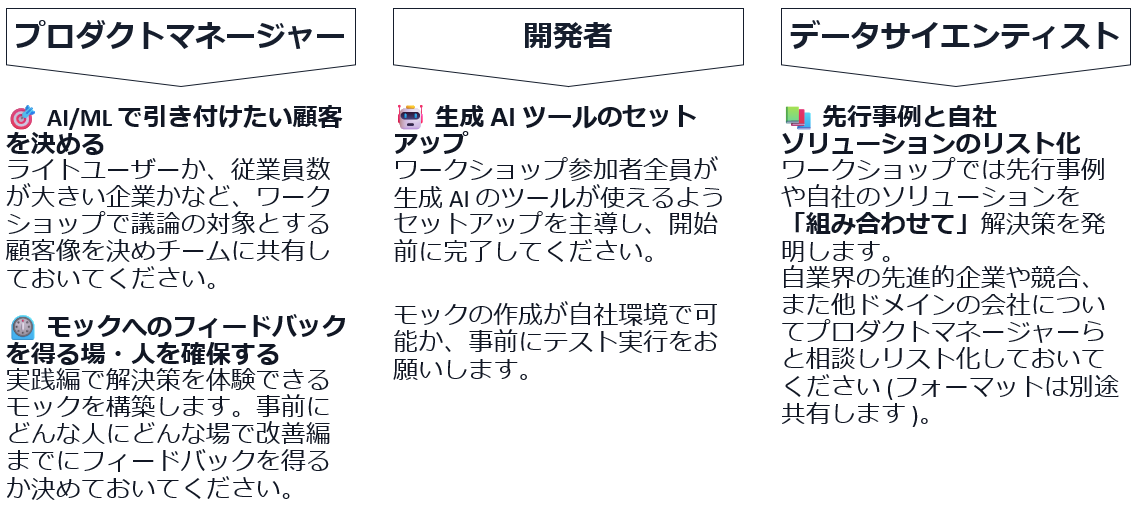 プロダクトマネージャー
AI/ML で引き付けたい顧客
を決める
ライトユーザーか、従業員数
が大きい企業かなど、ワーク
ショップで議論の対象とする
顧客像を決めチームに共有し
ておいてください。
モックへのフィードバック
を得る場・人を確保する
実践編で解決策を体験できる
モックを構築します。事前に
どんな人にどんな場で改善編
までにフィードバックを得る
か決めておいてください。
開発者
生成 AI ツールのセット
アップ
ワークショップ参加者全員が
生成 AI のツールが使えるよう
セットアップを主導し、開始
前に完了してください。
モックの作成が自社環境で可
能か、事前にテスト実行をお
願いします。
データサイエンティスト
先行事例と自社
ソリューションのリスト化
ワークショップでは先行事例
や自社のソリューションを
「組み合わせて」解決策を発
明します。
自業界の先進的企業や競合、
また他ドメインの会社につい
てプロダクトマネージャーら
と相談しリスト化しておいて
ください (フォーマットは別途
共有します )。